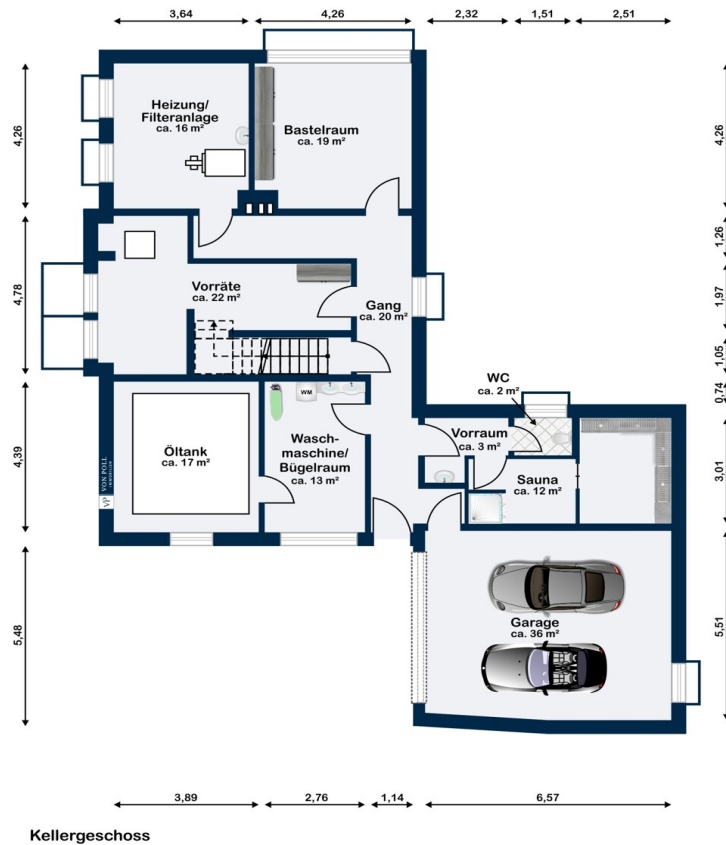 3,64
4,26
2,32
1,51
2,51
4,26
4,78
4,39
5,48
Heizung/
Filteranlage
ca. 16 m²
Bastelraum
ca. 19 m²
Vorräte
ca. 22 m²
Gang
ca. 20 m²
WC
ca. 2 m²
Vorraum
ca. 3 m²
Öltank
ca. 17 m²
WM
Wasch-
maschine/
Bügelraum
ca. 13 m²
Sauna
ca. 12 m²
VON POLL
IMMOBILIEN
VP
Garage
ca. 36 m²
4,26
1,26
1,97
1,05
0,74
3,01
5,51
3,89
2,76
1,14
6,57
Kellergeschoss